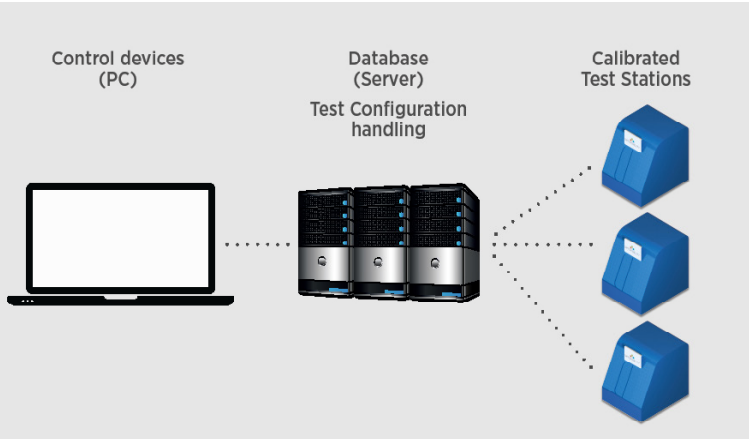 Control devices
(PC)
Database
(Server)
Test Configuration
handling
Calibrated
Test Stations